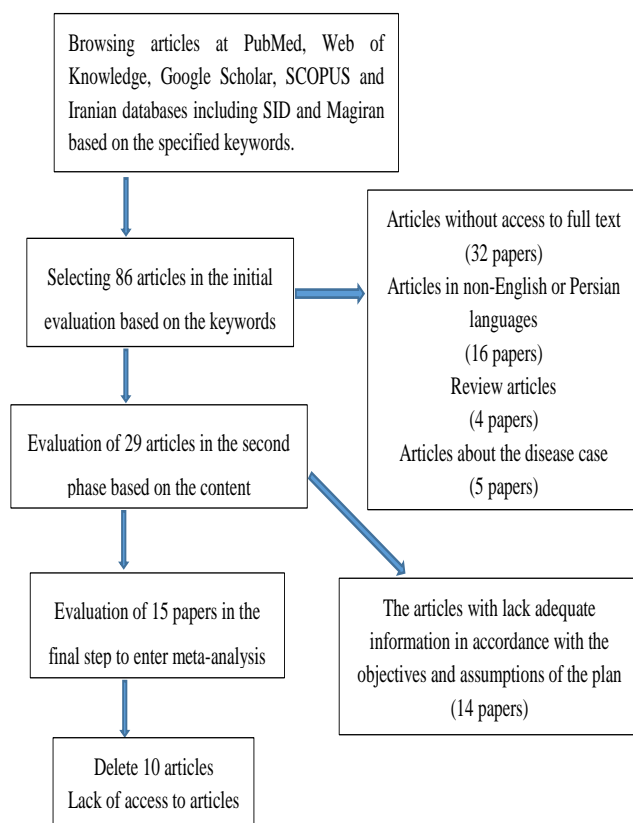 Browsing articles at PubMed, Web of
Knowledge, Google Scholar, SCOPUS and
Iranian databases including SID and Magiran
based on the specified keywords.
Selecting 86 articles in the initial
evaluation based on the keywords
Articles without access to full text
(32 papers)
Articles in non-English or Persian
languages
(16 papers)
Review articles
(4 papers)
Articles about the disease case
(5 papers)
Evaluation of 29 articles in the second
phase based on the content
Evaluation of 15 papers in the
final step to enter meta-analysis
The articles with lack adequate
information in accordance with the
objectives and assumptions of the plan
(14 papers)
Delete 10 articles
Lack of access to articles